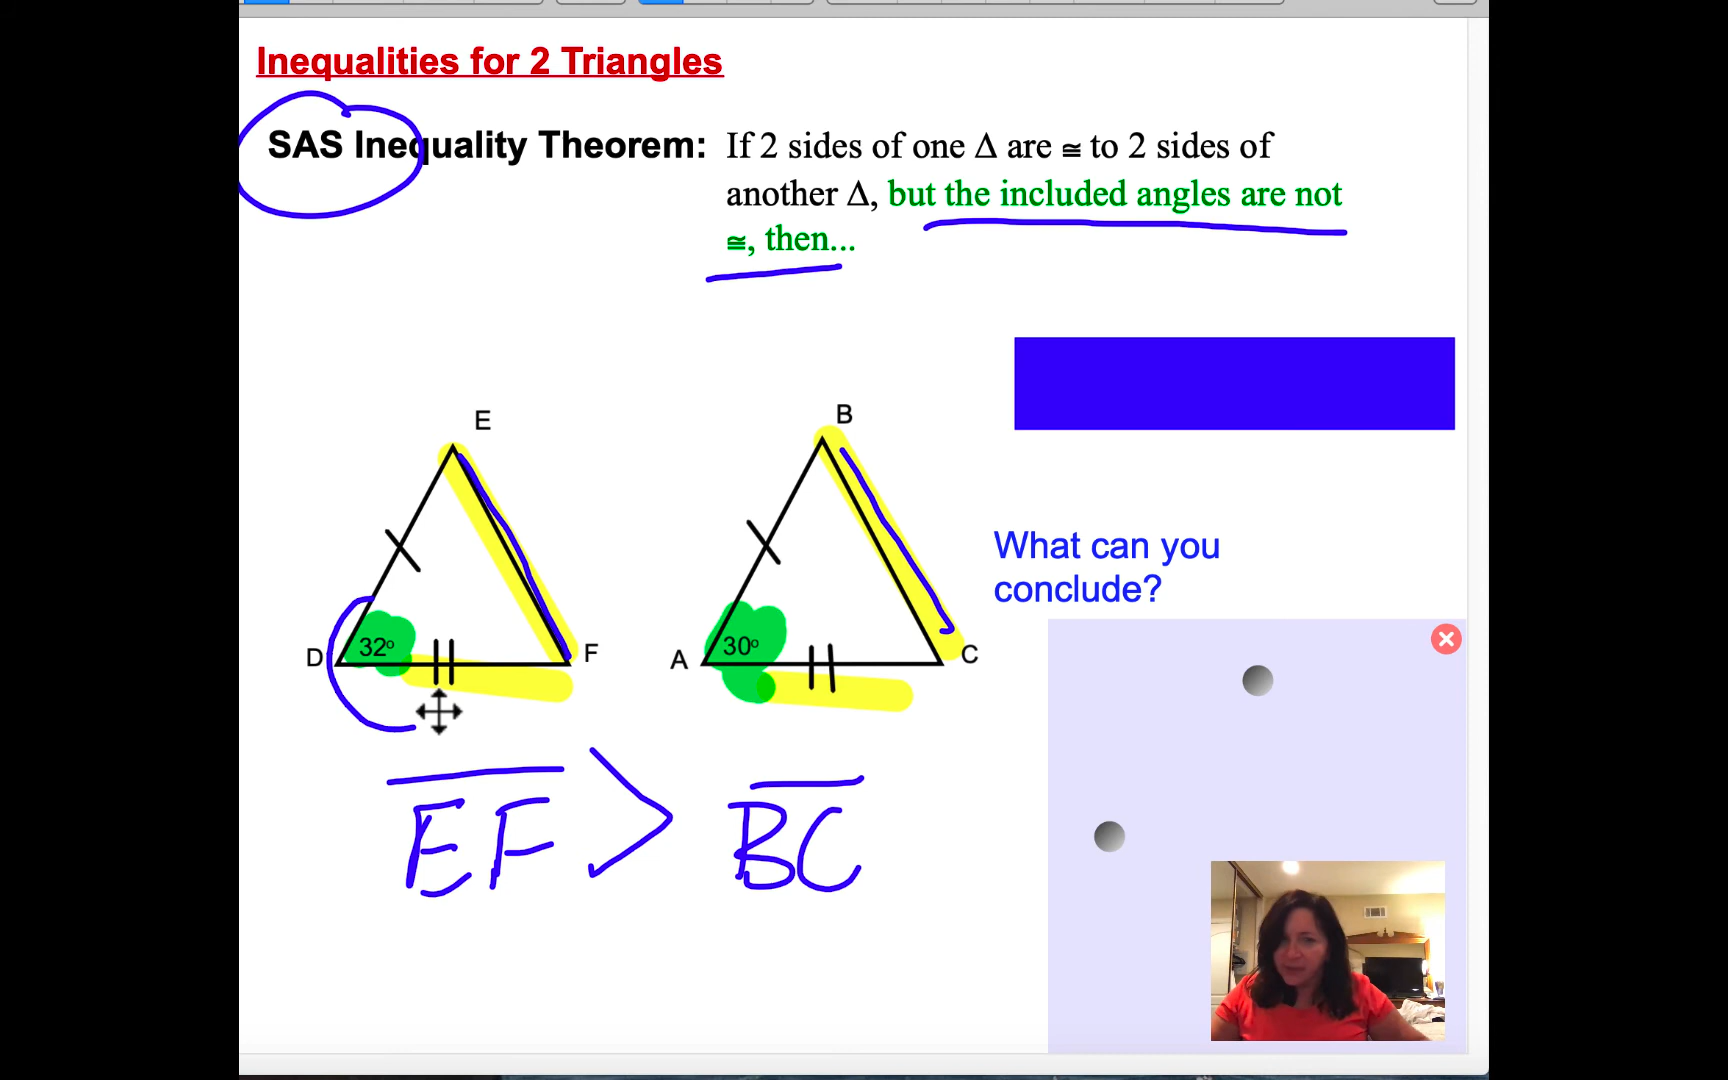 Inequalities for 2 Triangles
SAS Inequality Theorem: If 2 sides of one Δ are ≅ to 2 sides of
another Δ, but the included angles are not
≅, then...
E
B
What can you
conclude?
D 32° F
A 30° C
EF > BC